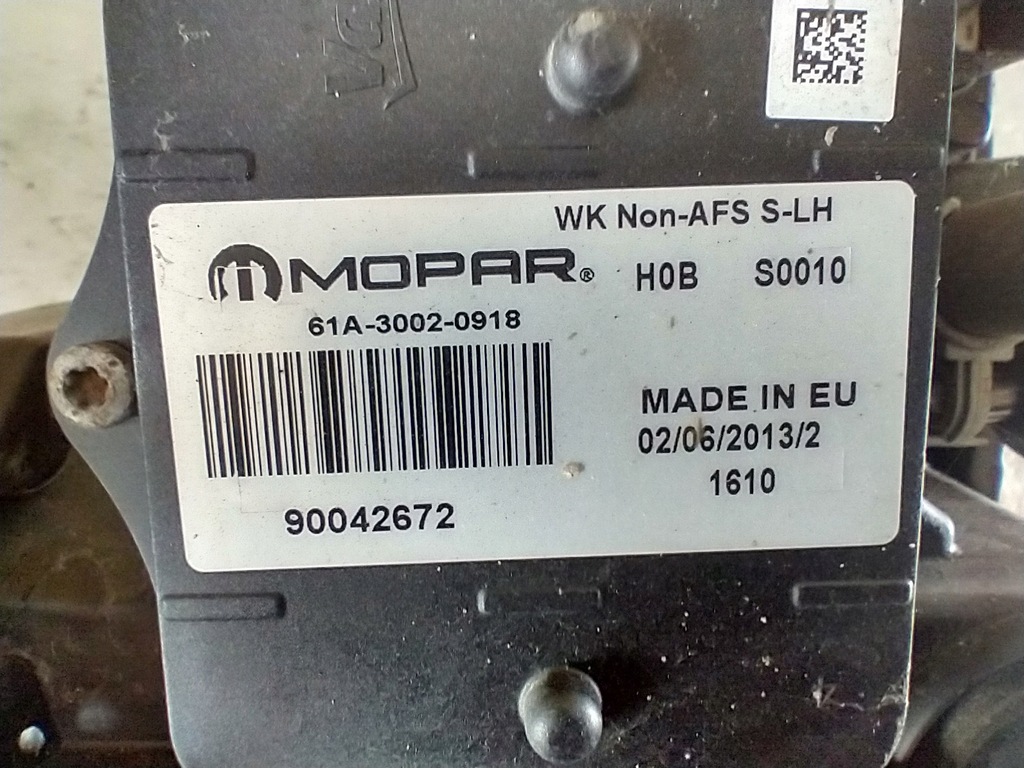 WK Non-AFS S-LH
MOPAR® H0B S0010
61A-3002-0918
MADE IN EU
02/06/2013/2
1610
90042672